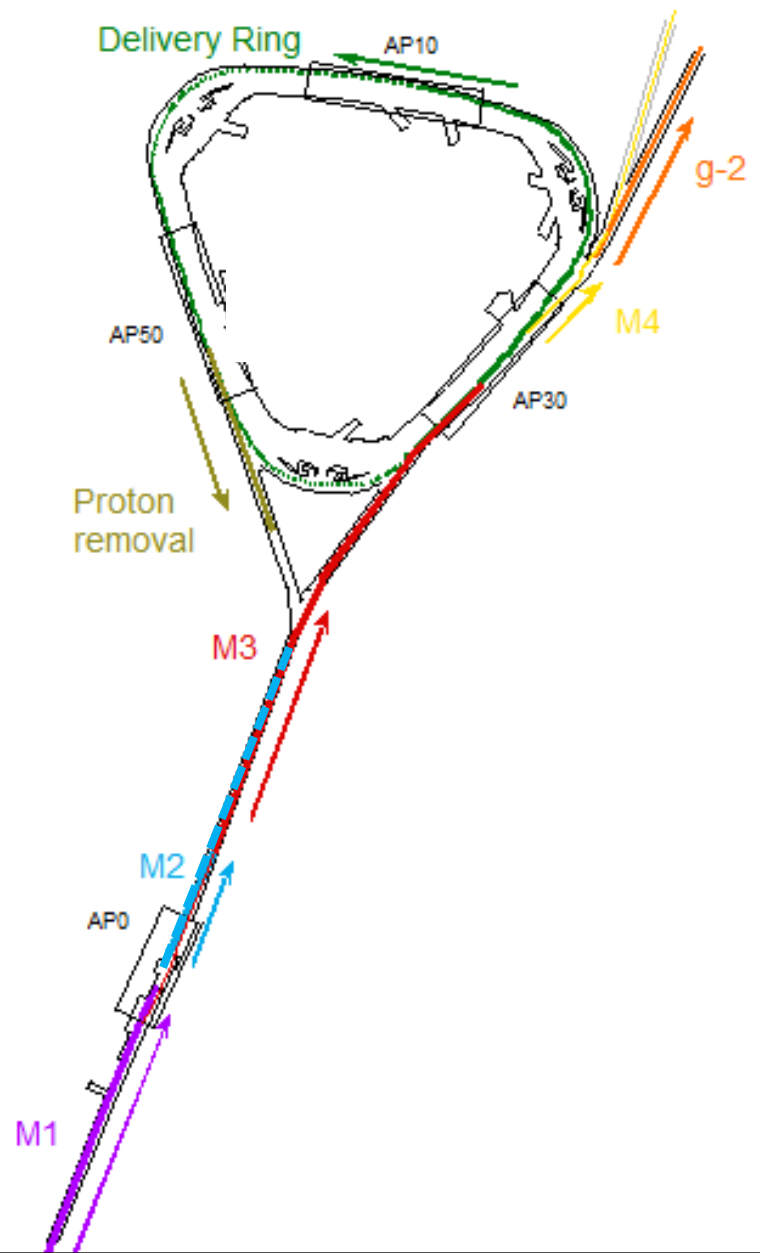 Delivery Ring
AP10
g-2
M4
AP50
AP30
Proton
removal
M3
M2
AP0
M1